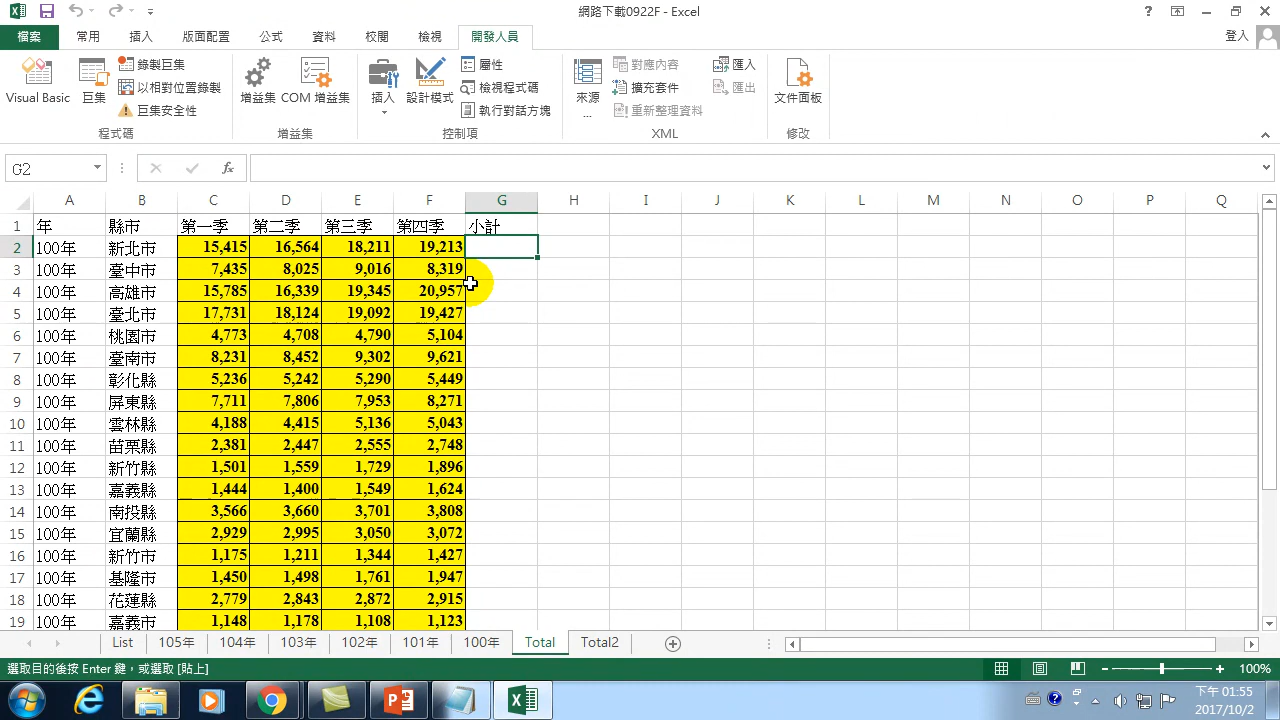 網路下載0922F - Excel
檔案 常用 插入 版面配置 公式 資料 校閱 檢視 開發人員 登入
Visual Basic 巨集 錄製巨集 以相對位置錄製 巨集安全性 程式碼
增益集 COM 增益集 增益集
插入 設計模式 屬性 檢視程式碼 執行對話方塊 控制項
來源 ... 對應內容 擴充套件 重新整理資料 匯入 匯出 XML
文件面板 修改
G2 fx
A B C D E F G H I J K L M N O P Q
1 年 縣市 第一季 第二季 第三季 第四季 小計
2 100年 新北市 15,415 16,564 18,211 19,213
3 100年 臺中市 7,435 8,025 9,016 8,319
4 100年 高雄市 15,785 16,339 19,345 20,957
5 100年 臺北市 17,731 18,124 19,092 19,427
6 100年 桃園市 4,773 4,708 4,790 5,104
7 100年 臺南市 8,231 8,452 9,302 9,621
8 100年 彰化縣 5,236 5,242 5,290 5,449
9 100年 屏東縣 7,711 7,806 7,953 8,271
10 100年 雲林縣 4,188 4,415 5,136 5,043
11 100年 苗栗縣 2,381 2,447 2,555 2,748
12 100年 新竹縣 1,501 1,559 1,729 1,896
13 100年 嘉義縣 1,444 1,400 1,549 1,624
14 100年 南投縣 3,566 3,660 3,701 3,808
15 100年 宜蘭縣 2,929 2,995 3,050 3,072
16 100年 新竹市 1,175 1,211 1,344 1,427
17 100年 基隆市 1,450 1,498 1,761 1,947
18 100年 花蓮縣 2,779 2,843 2,872 2,915
19 100年 嘉義市 1,148 1,178 1,108 1,123
List 105年 104年 103年 102年 101年 100年 Total Total2
選取目的後按 Enter 鍵，或選取 [貼上] 100%
下午 01:55
2017/10/2